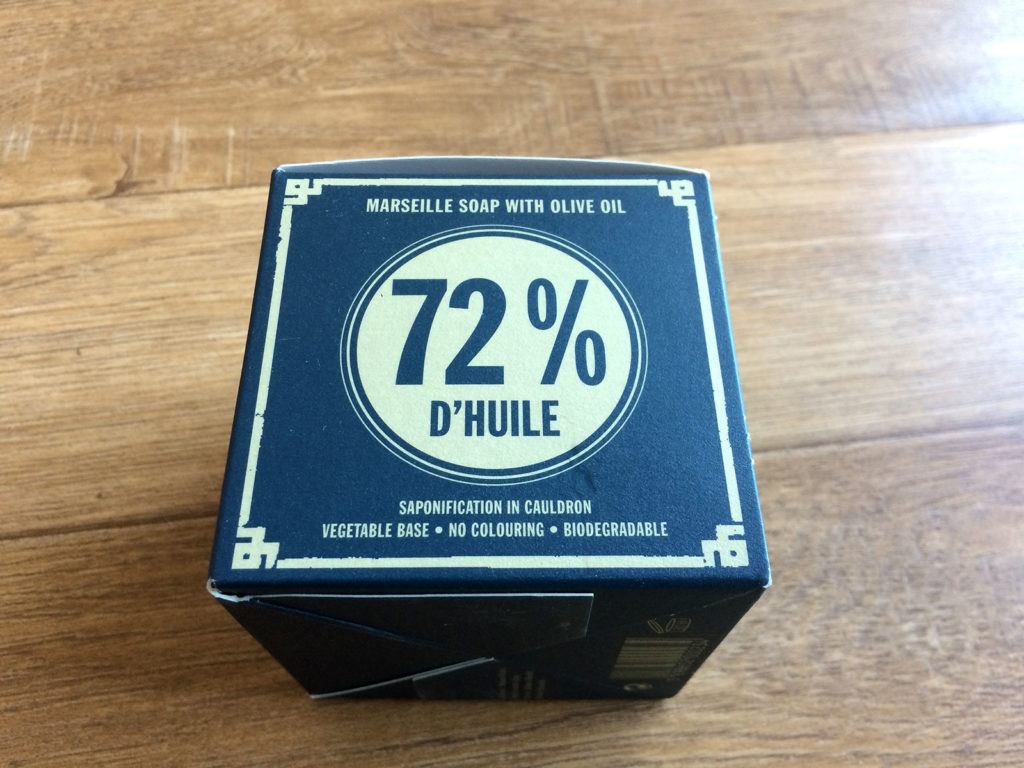 MARSEILLE SOAP WITH OLIVE OIL
72 %
D'HUILE
SAPONIFICATION IN CAULDRON
VEGETABLE BASE • NO COLOURING • BIODEGRADABLE